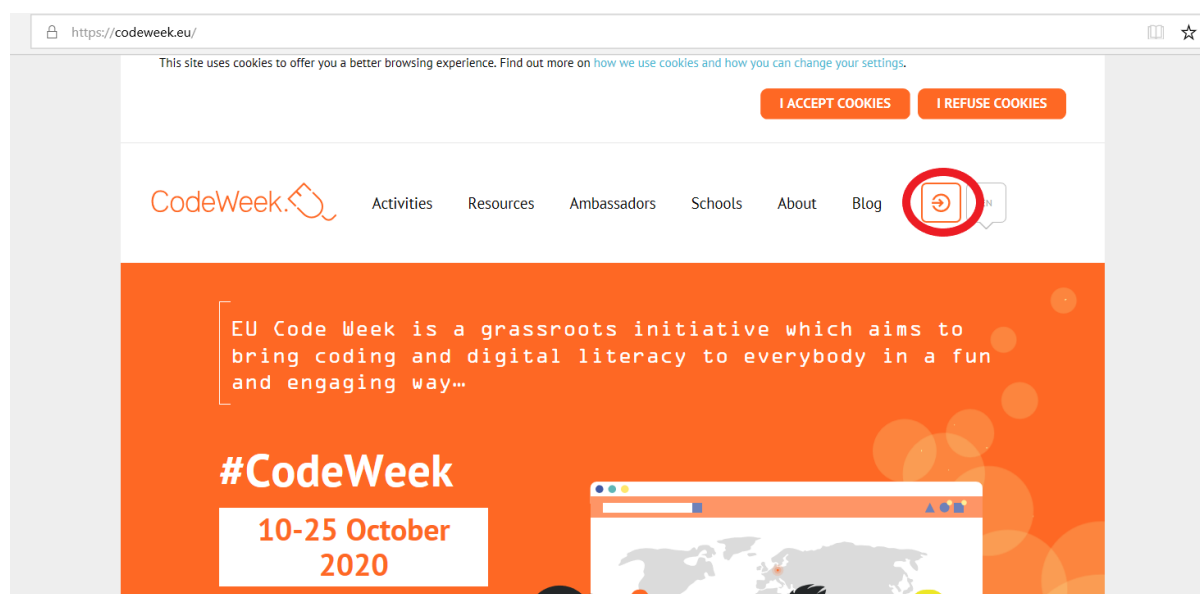 https://codeweek.eu/
This site uses cookies to offer you a better browsing experience. Find out more on how we use cookies and how you can change your settings.
I ACCEPT COOKIES I REFUSE COOKIES
CodeWeek. Activities Resources Ambassadors Schools About Blog
EU Code Week is a grassroots initiative which aims to
bring coding and digital literacy to everybody in a fun
and engaging way…
#CodeWeek
10-25 October
2020